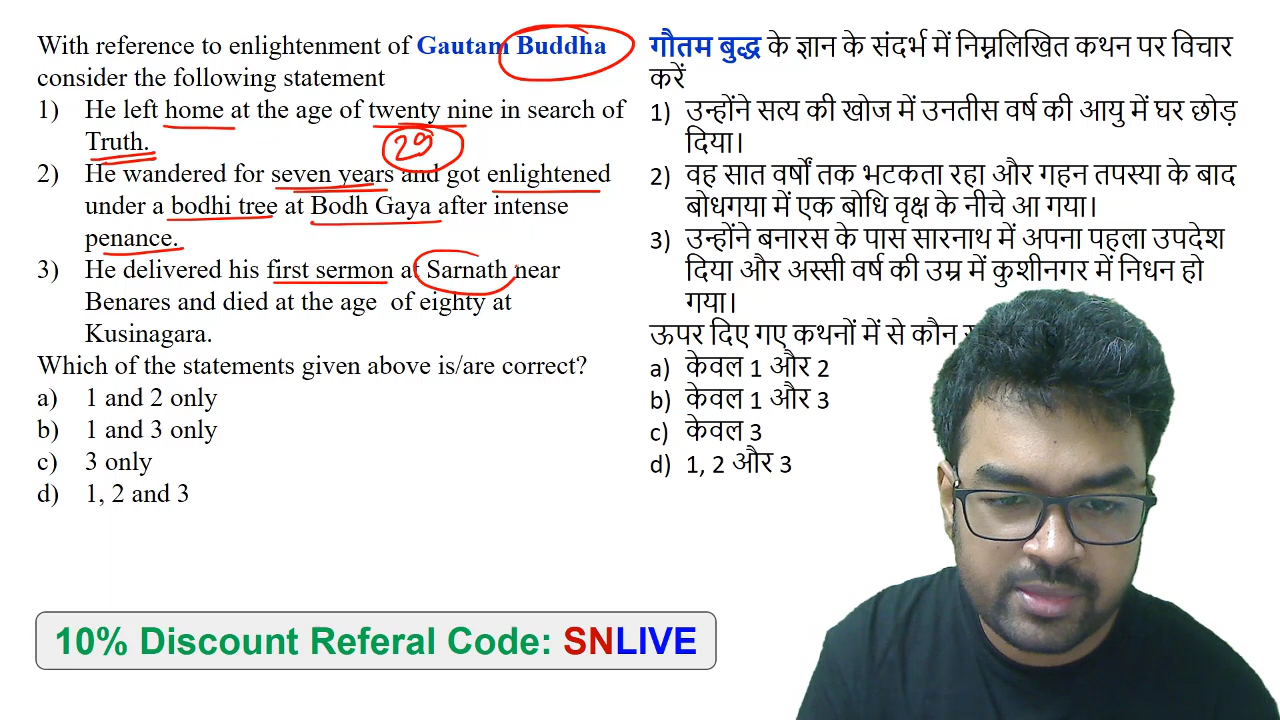 With reference to enlightenment of Gautam Buddha
consider the following statement
1) He left home at the age of twenty nine in search of
Truth.
29
2) He wandered for seven years and got enlightened
under a bodhi tree at Bodh Gaya after intense
penance.
3) He delivered his first sermon at Sarnath near
Benares and died at the age of eighty at
Kusinagara.
Which of the statements given above is/are correct?
a) 1 and 2 only
b) 1 and 3 only
c) 3 only
d) 1, 2 and 3
गौतम बुद्ध के ज्ञान के संदर्भ में निम्नलिखित कथन पर विचार
करें
1) उन्होंने सत्य की खोज में उनतीस वर्ष की आयु में घर छोड़
दिया।
2) वह सात वर्षों तक भटकता रहा और गहन तपस्या के बाद
बोधगया में एक बोधि वृक्ष के नीचे आ गया।
3) उन्होंने बनारस के पास सारनाथ में अपना पहला उपदेश
दिया और अस्सी वर्ष की उम्र में कुशीनगर में निधन हो
गया।
ऊपर दिए गए कथनों में से कौन
a) केवल 1 और 2
b) केवल 1 और 3
c) केवल 3
d) 1, 2 और 3
10% Discount Referal Code: SNLIVE